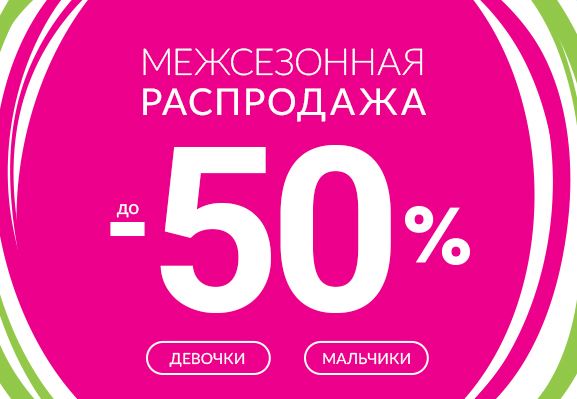 МЕЖСЕЗОННАЯ
РАСПРОДАЖА
до
-50%
ДЕВОЧКИ МАЛЬЧИКИ